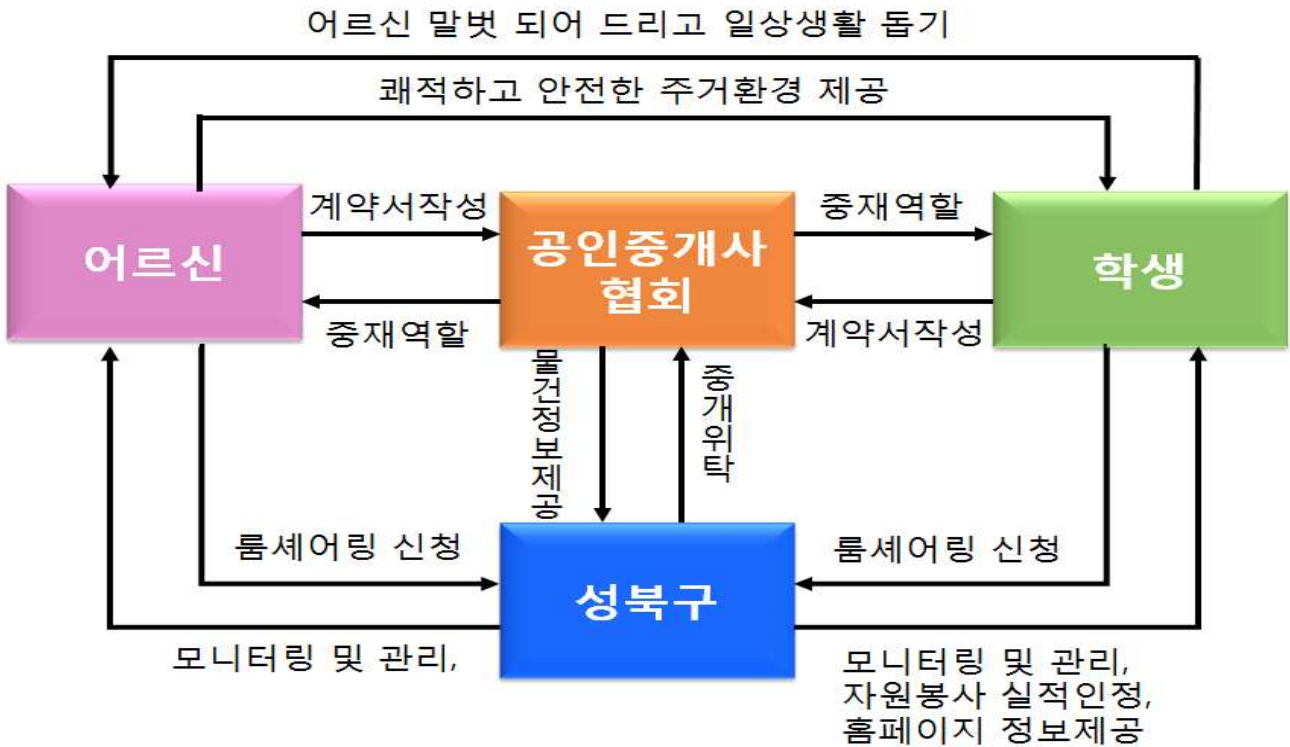 어르신 말벗 되어 드리고 일상생활 돕기
쾌적하고 안전한 주거환경 제공
계약서작성
중재역할
어르신
공인중개사
협회
학생
중재역할
계약서작성
물건정보제공
중개위탁
룸셰어링 신청
룸셰어링 신청
성북구
모니터링 및 관리,
모니터링 및 관리,
자원봉사 실적인정,
홈페이지 정보제공